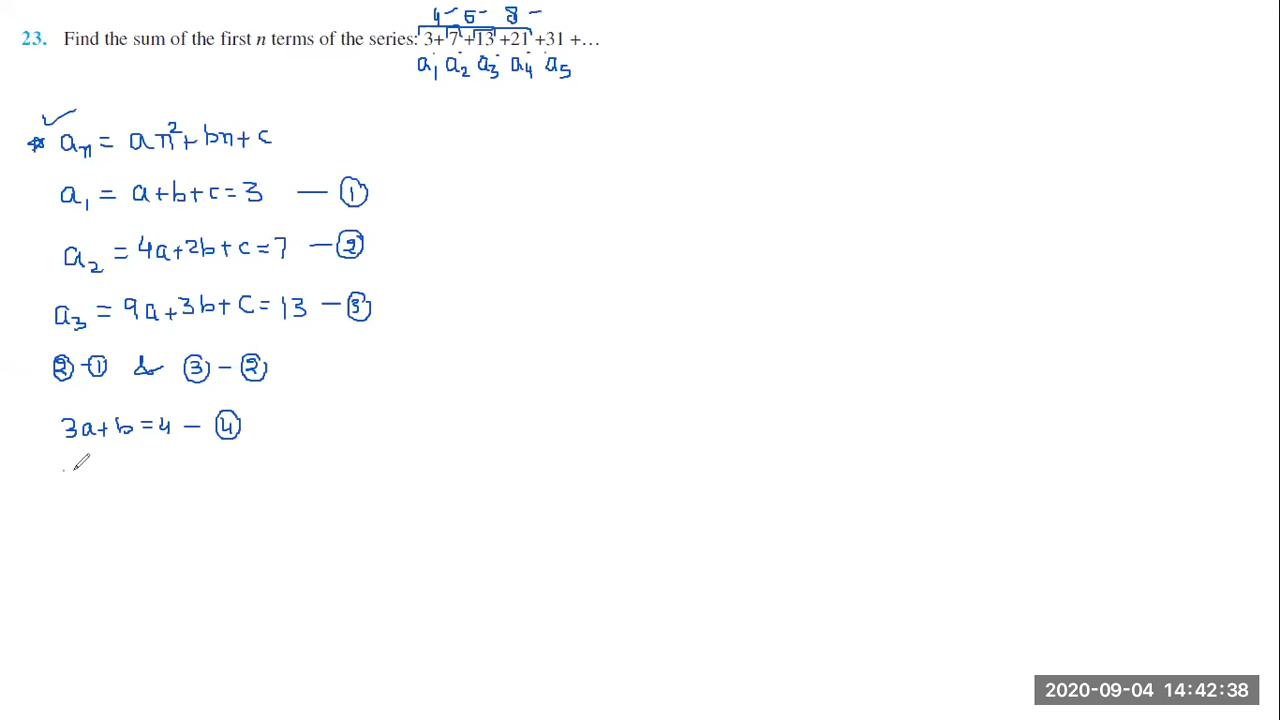 4 6 8
23. Find the sum of the first n terms of the series: 3+ 7 +13 +21 +31 +…
a₁ a₂ a₃ a₄ a₅
* aₙ = an² + bn + c
a₁ = a+b+c = 3 — ①
a₂ = 4a+2b+c = 7 — ②
a₃ = 9a+3b+c = 13 — ③
② - ① & ③ - ②
3a+b = 4 — ④
2020-09-04 14:42:38